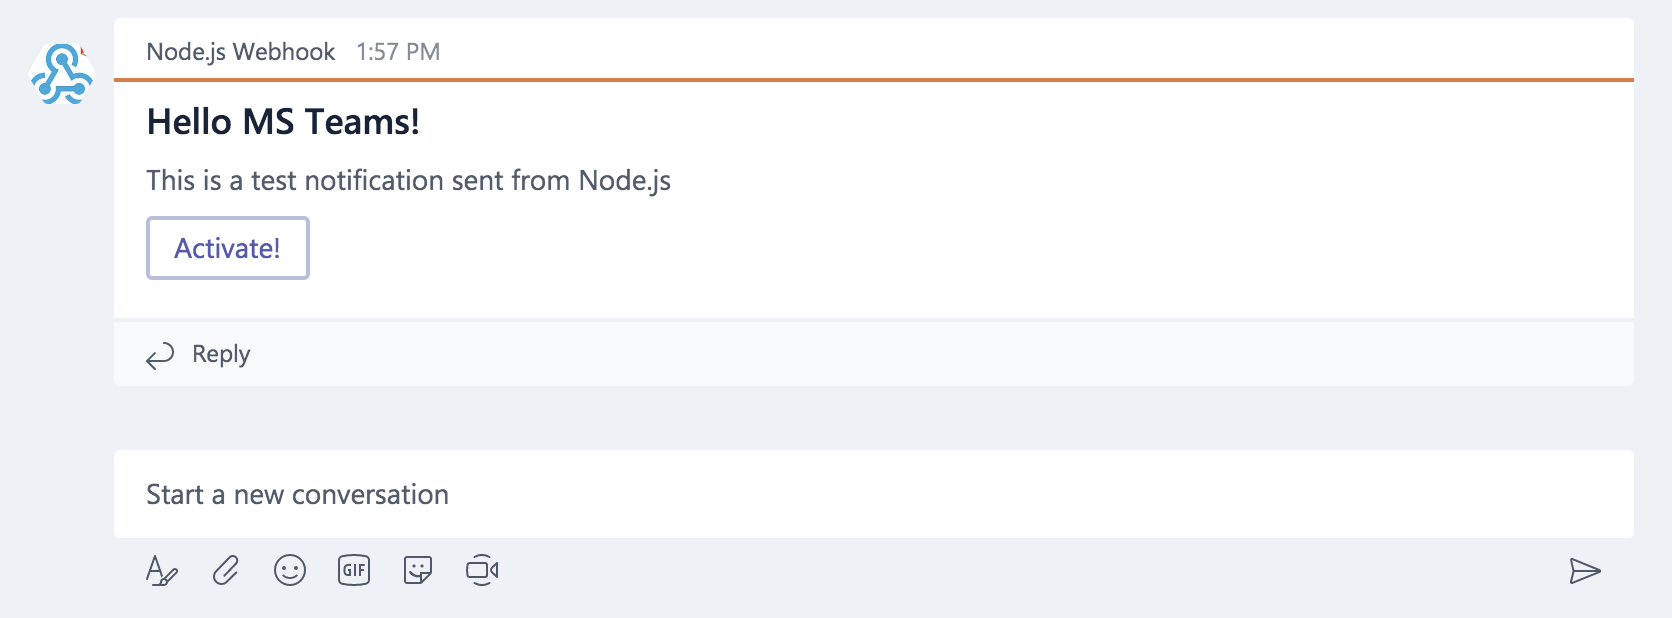 Node.js Webhook 1:57 PM
Hello MS Teams!
This is a test notification sent from Node.js
Activate!
Reply
Start a new conversation
GIF